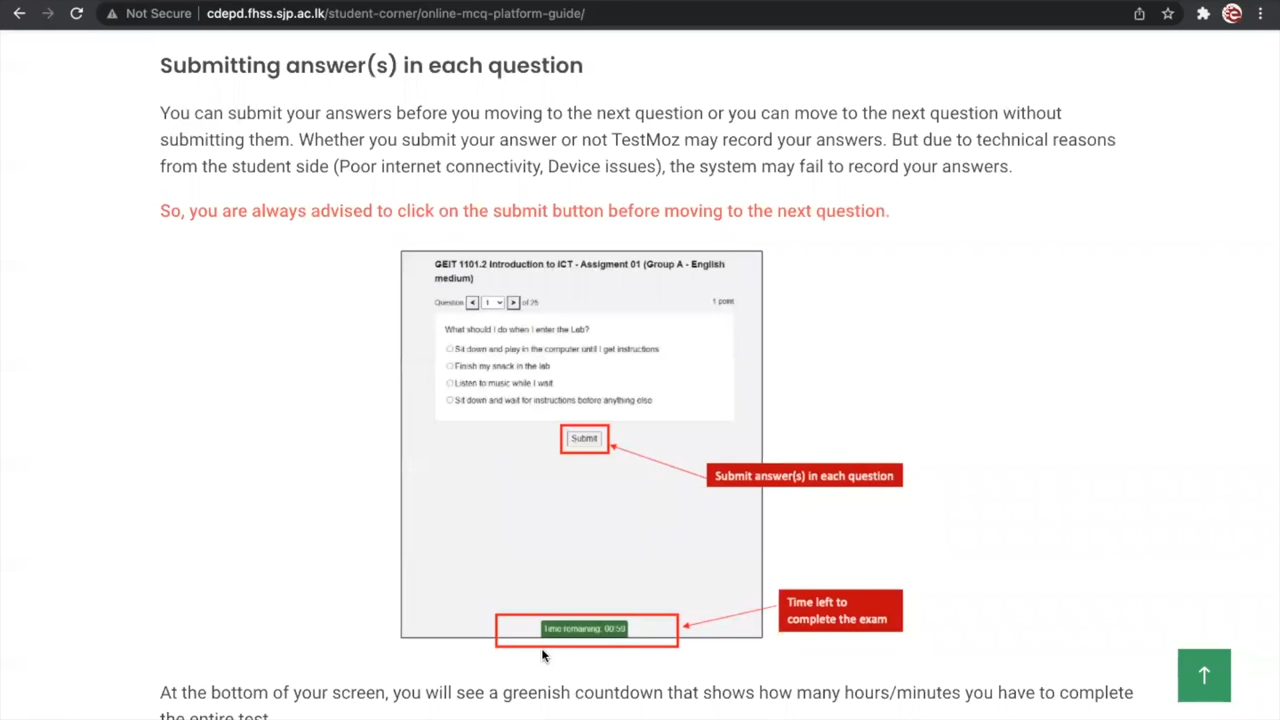 Not Secure | cdepd.fhss.sjp.ac.lk/student-corner/online-mcq-platform-guide/
Submitting answer(s) in each question
You can submit your answers before you moving to the next question or you can move to the next question without
submitting them. Whether you submit your answer or not TestMoz may record your answers. But due to technical reasons
from the student side (Poor internet connectivity, Device issues), the system may fail to record your answers.
So, you are always advised to click on the submit button before moving to the next question.
GEIT 1101.2 Introduction to ICT - Assigment 01 (Group A - English
medium)
Question < 1 > of 25 1 point
What should I do when I enter the Lab?
Sit down and play in the computer until I get instructions
Finish my snack in the lab
Listen to music while I wait
Sit down and wait for instructions before anything else
Submit
Submit answer(s) in each question
Time left to
complete the exam
Time remaining: 00:59
At the bottom of your screen, you will see a greenish countdown that shows how many hours/minutes you have to complete
the entire test